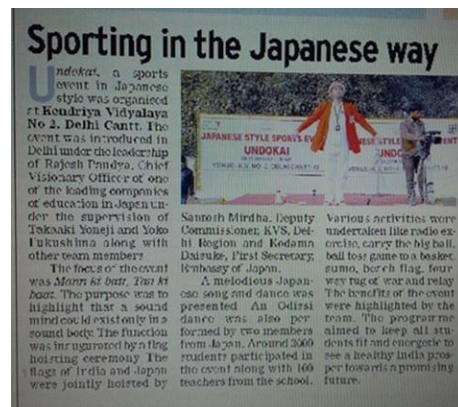 Sporting in the Japanese way
Undokai, a sports
event in Japanese
style was organised
at Kendriya Vidyalaya
No 2, Delhi Cantt. The
event was introduced in
Delhi under the leadership
of Rajesh Pandya, Chief
Visionary Officer of one
of the leading companies
of education in Japan un-
der the supervision of
Takaaki Yoneji and Yoko
Fukushima along with
other team members
The focus of the event
was Mann ki baat, Tan ki
baat. The purpose was to
highlight that a sound
mind could exist only in a
sound body. The function
was inaugurated by a flag
hoisting ceremony The
flags of India and Japan
were jointly hoisted by
JAPANESE STYLE SPORTS EV
UNDOKAI
VENUE: K.V. NO. 2, DELHI CANTT-10
UNDO
Santosh Mirdha, Deputy
Commissioner, KVS, Del-
hi Region and Kodama
Daisuke, First Secretary,
Embassy of Japan.
A melodious Japan-
ese song and dance was
presented An Odissi
dance was also per-
formed by two members
from Japan. Around 3000
students participated in
the event along with 100
teachers from the school.
Various activities were
undertaken like radio ex-
ercise, carry the big ball,
ball toss game to a basket,
sumo, beach flag, four
way tug of war and relay
The benefits of the event
were highlighted by the
team. The programme
aimed to keep all stu-
dents fit and energetic to
see a healthy India pros-
per towards a promising
future.